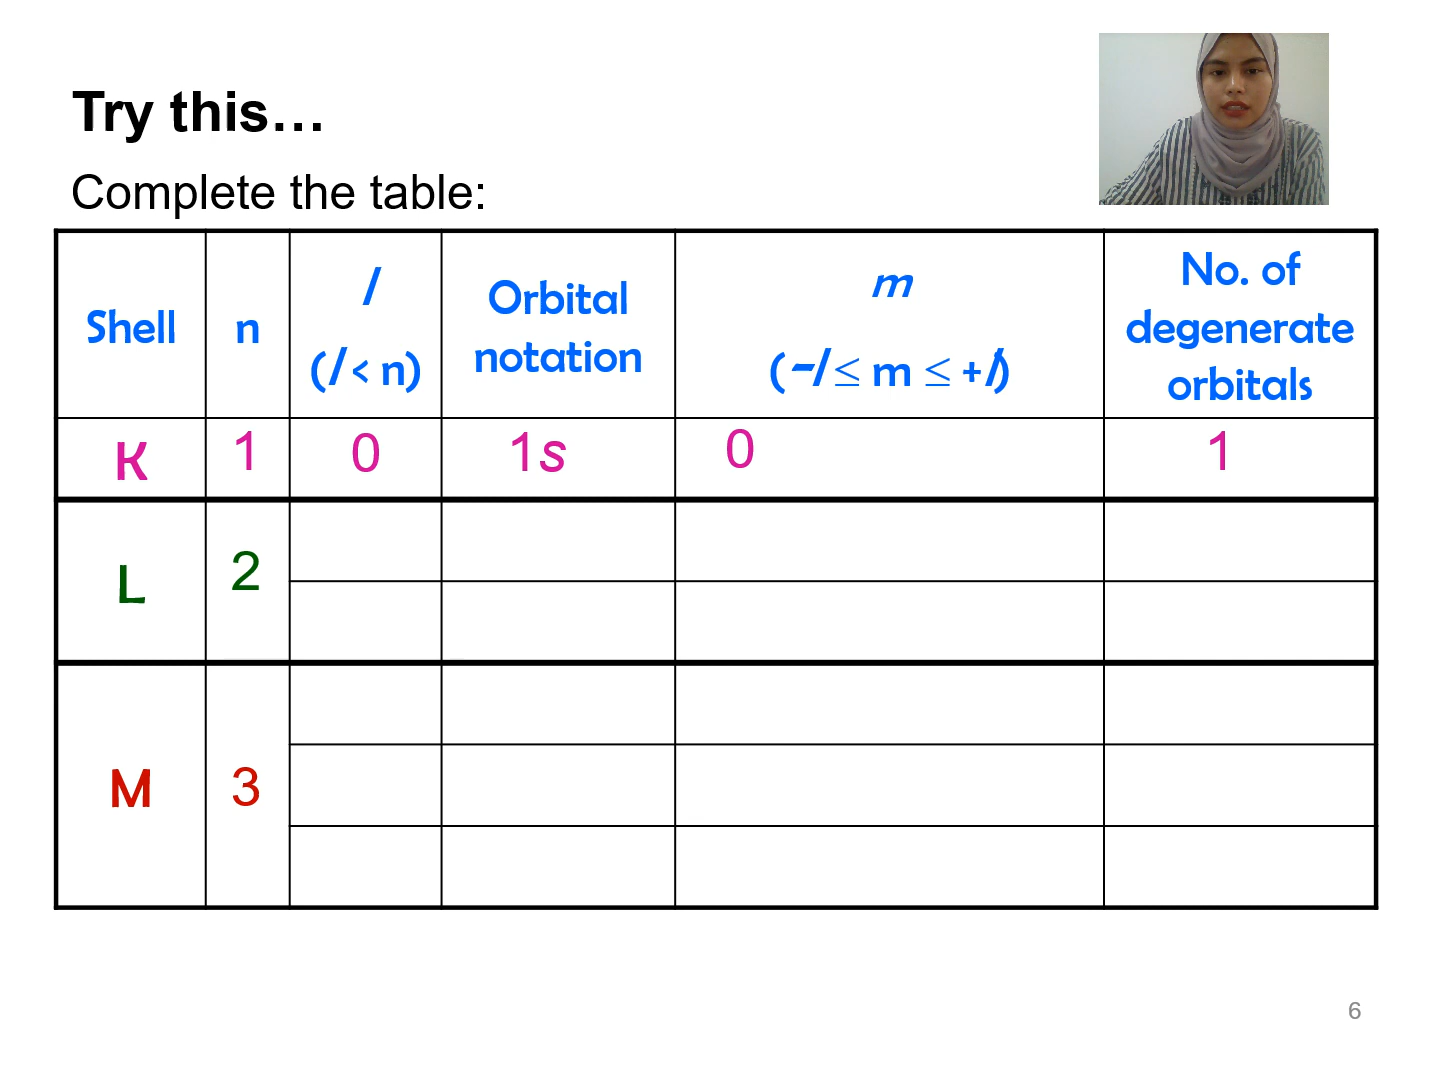 Try this...
Complete the table:
Shell
n
l
(l < n)
Orbital
notation
m
(−l ≤ m ≤ +l)
No. of
degenerate
orbitals
K
1
0
1s
0
1
L
2
M
3
6